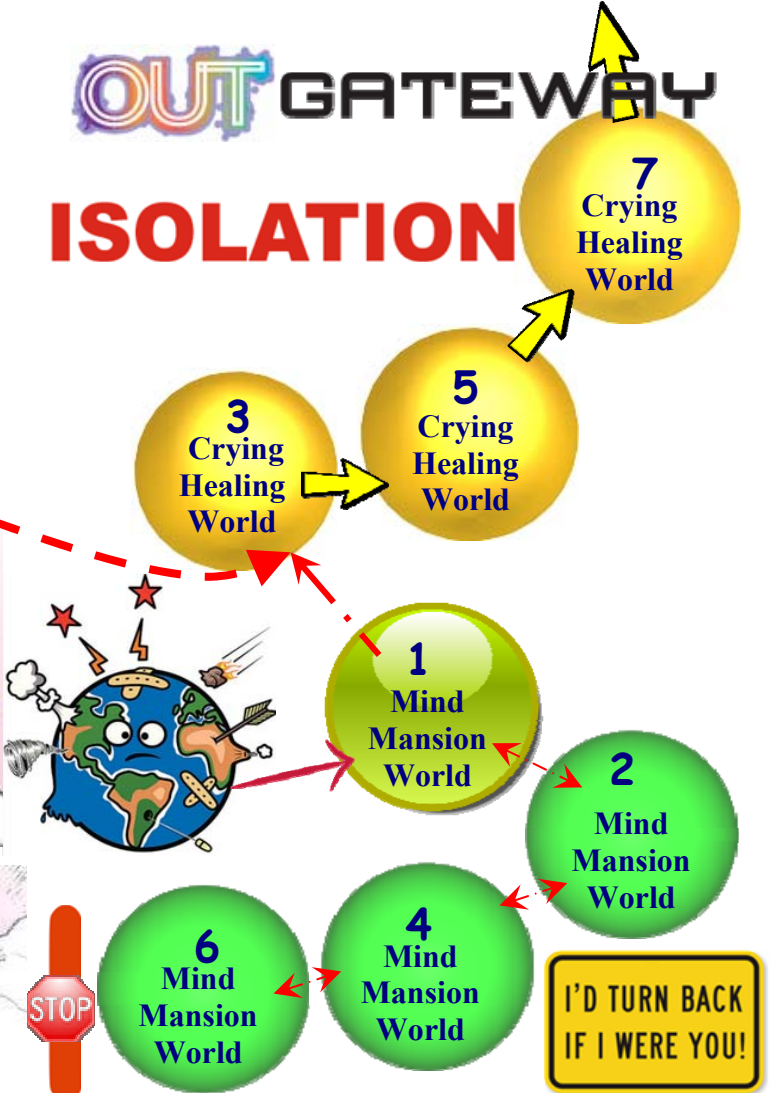 OUT GATEWAY
7
Crying
Healing
World
ISOLATION
5
Crying
Healing
World
3
Crying
Healing
World
1
Mind
Mansion
World
2
Mind
Mansion
World
4
Mind
Mansion
World
6
Mind
Mansion
World
STOP
I'D TURN BACK
IF I WERE YOU!